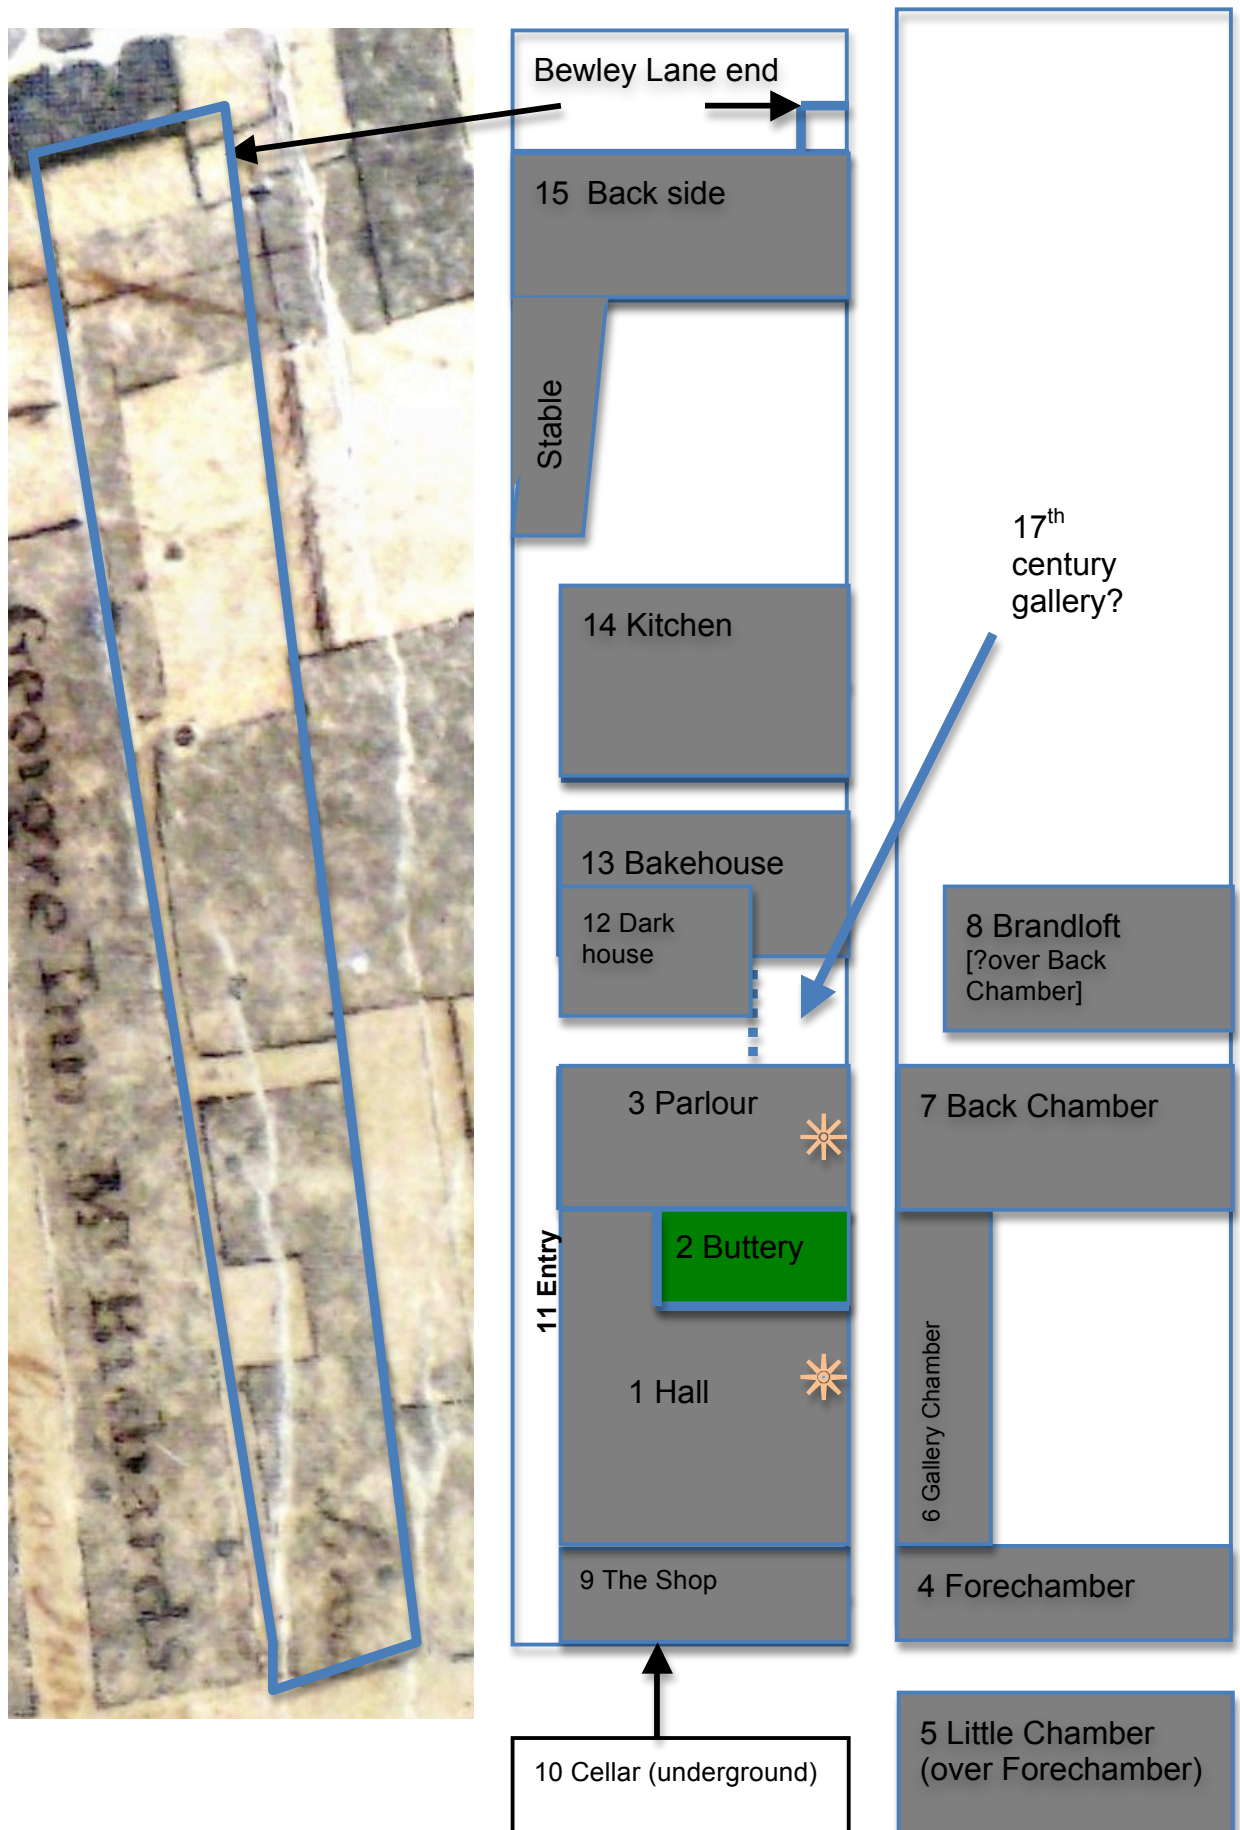 Bewley Lane end
15 Back side
Stable
17th
century
gallery?
14 Kitchen
13 Bakehouse
12 Dark
house
8 Brandloft
[?over Back
Chamber]
3 Parlour
7 Back Chamber
2 Buttery
11 Entry
1 Hall
6 Gallery Chamber
9 The Shop
4 Forechamber
10 Cellar (underground)
5 Little Chamber
(over Forechamber)
George Inn